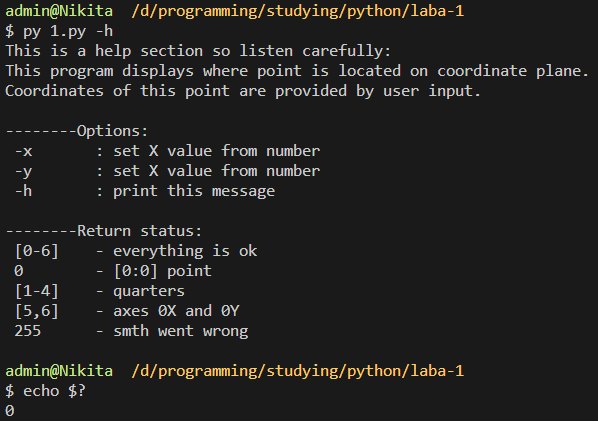 admin@Nikita  /d/programming/studying/python/laba-1
$ py 1.py -h
This is a help section so listen carefully:
This program displays where point is located on coordinate plane.
Coordinates of this point are provided by user input.

--------Options:
 -x      : set X value from number
 -y      : set X value from number
 -h      : print this message

--------Return status:
 [0-6]   - everything is ok
 0       - [0:0] point
 [1-4]   - quarters
 [5,6]   - axes 0X and 0Y
 255     - smth went wrong

admin@Nikita  /d/programming/studying/python/laba-1
$ echo $?
0